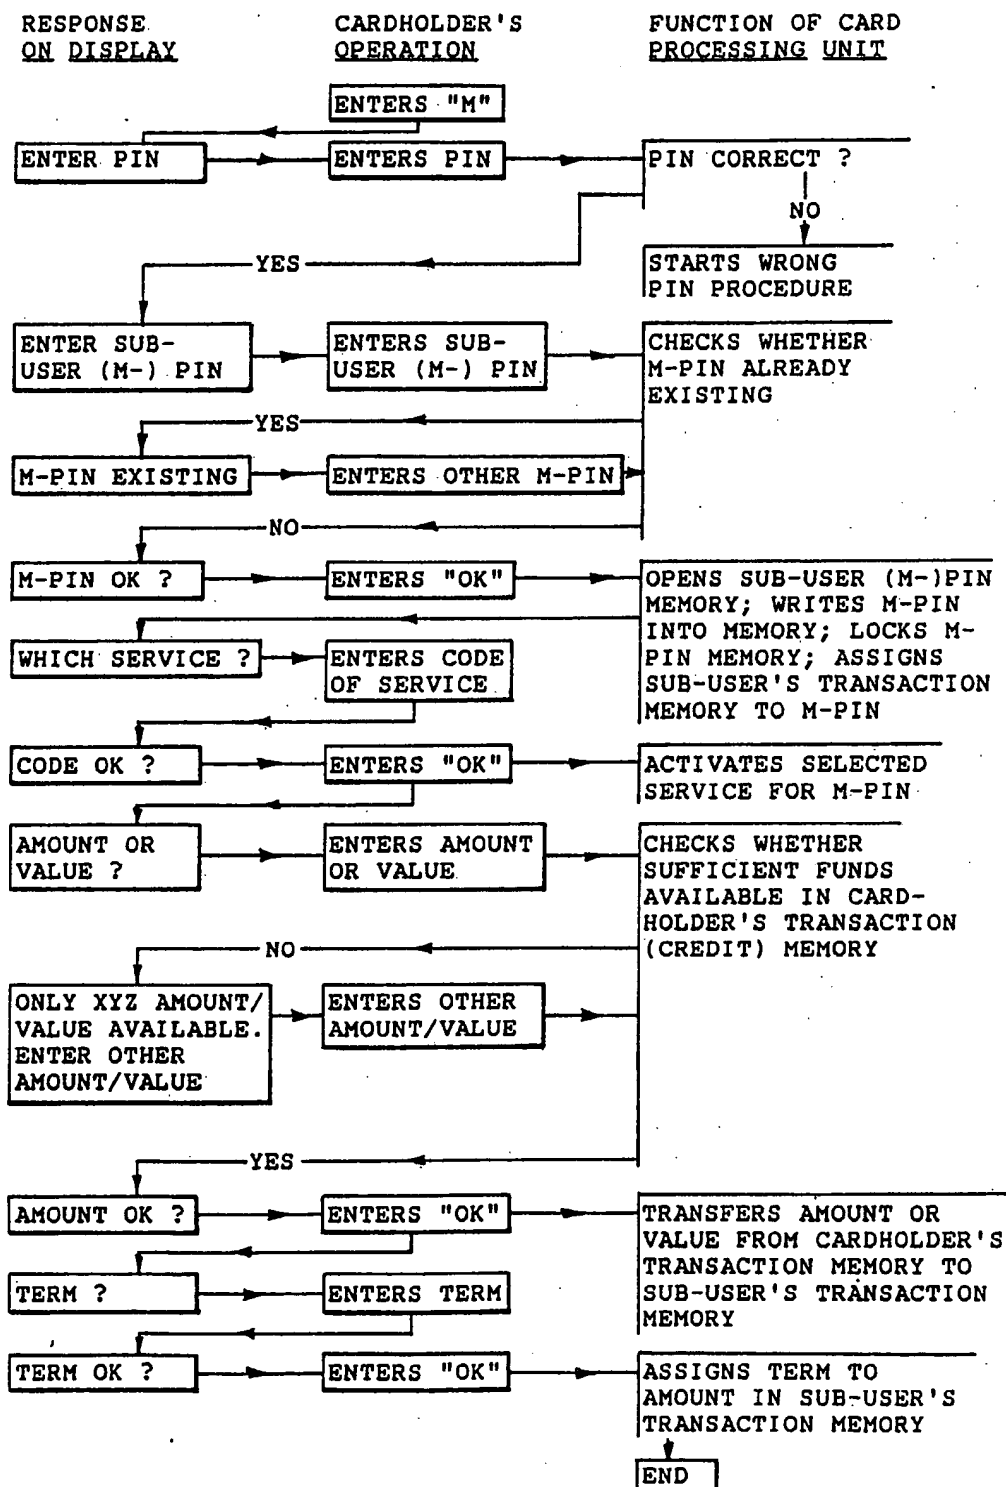 RESPONSE
ON DISPLAY
CARDHOLDER'S
OPERATION
FUNCTION OF CARD
PROCESSING UNIT
ENTERS "M"
ENTER PIN
ENTERS PIN
PIN CORRECT ?
NO
YES
STARTS WRONG
PIN PROCEDURE
ENTER SUB-
USER (M-) PIN
ENTERS SUB-
USER (M-) PIN
CHECKS WHETHER
M-PIN ALREADY
EXISTING
YES
M-PIN EXISTING
ENTERS OTHER M-PIN
NO
M-PIN OK ?
ENTERS "OK"
OPENS SUB-USER (M-)PIN
MEMORY; WRITES M-PIN
INTO MEMORY; LOCKS M-
PIN MEMORY; ASSIGNS
SUB-USER'S TRANSACTION
MEMORY TO M-PIN
WHICH SERVICE ?
ENTERS CODE
OF SERVICE
CODE OK ?
ENTERS "OK"
ACTIVATES SELECTED
SERVICE FOR M-PIN
AMOUNT OR
VALUE ?
ENTERS AMOUNT
OR VALUE
CHECKS WHETHER
SUFFICIENT FUNDS
AVAILABLE IN CARD-
HOLDER'S TRANSACTION
(CREDIT) MEMORY
NO
ONLY XYZ AMOUNT/
VALUE AVAILABLE.
ENTER OTHER
AMOUNT/VALUE
ENTERS OTHER
AMOUNT/VALUE
YES
AMOUNT OK ?
ENTERS "OK"
TRANSFERS AMOUNT OR
VALUE FROM CARDHOLDER'S
TRANSACTION MEMORY TO
SUB-USER'S TRANSACTION
MEMORY
TERM ?
ENTERS TERM
TERM OK ?
ENTERS "OK"
ASSIGNS TERM TO
AMOUNT IN SUB-USER'S
TRANSACTION MEMORY
END